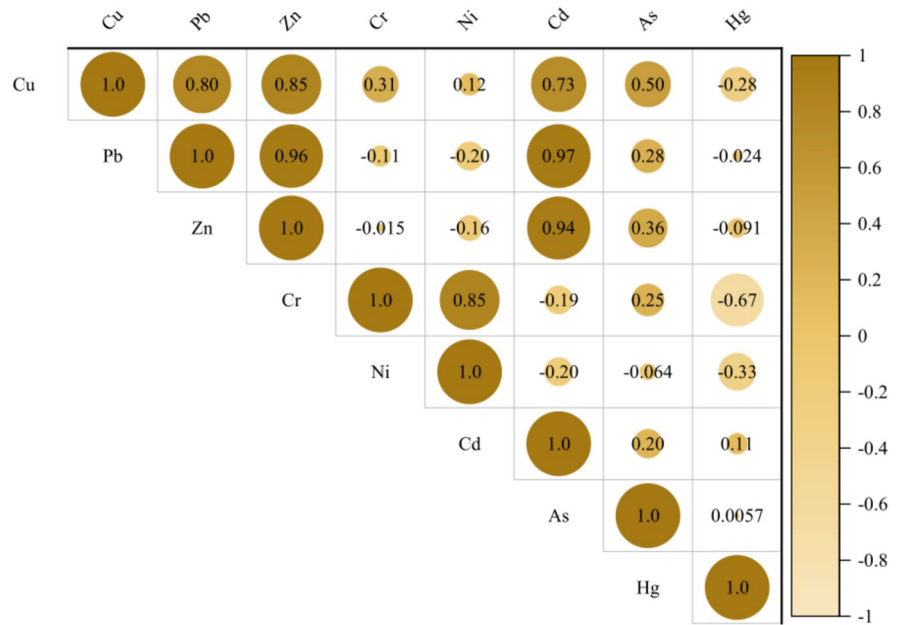 Cu Pb Zn Cr Ni Cd As Hg
Cu 1.0 0.80 0.85 0.31 0.12 0.73 0.50 -0.28
Pb 1.0 0.96 -0.11 -0.20 0.97 0.28 -0.024
Zn 1.0 -0.015 -0.16 0.94 0.36 -0.091
Cr 1.0 0.85 -0.19 0.25 -0.67
Ni 1.0 -0.20 -0.064 -0.33
Cd 1.0 0.20 0.11
As 1.0 0.0057
Hg 1.0
1
0.8
0.6
0.4
0.2
0
-0.2
-0.4
-0.6
-0.8
-1